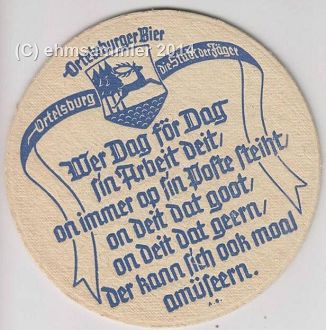 (C) ehmsammler 2014
Ortelsburger Bier
Ortelsburg
die Stadt der Jäger
Wer Dag för Dag
sin Arbeit deit,
on immer op sin Poste steiht,
on deit dat goot,
on deit dat geern,
der kann sich ook moal
amüseern.